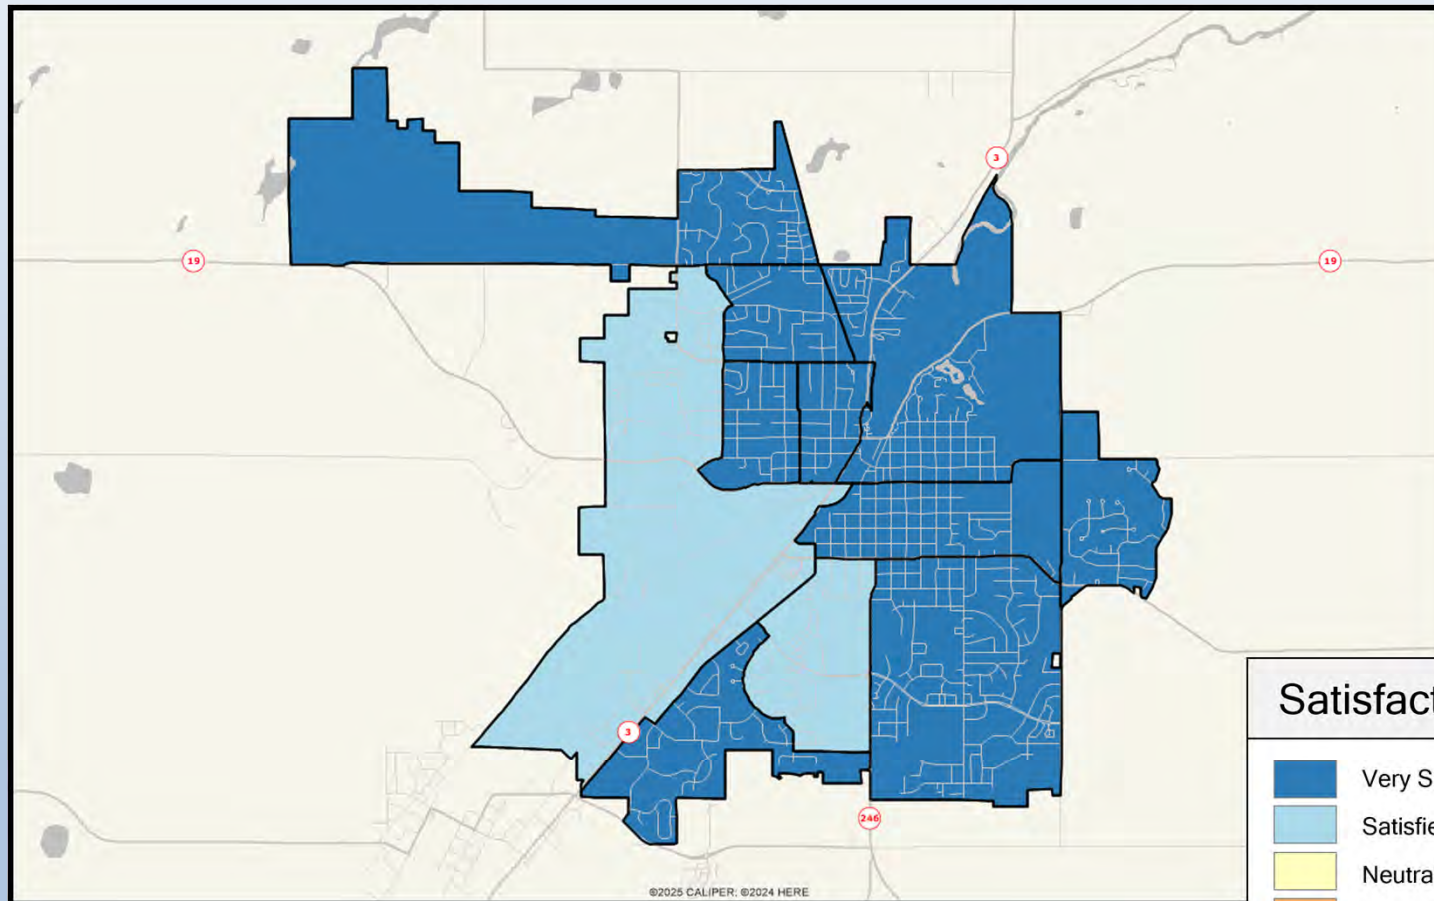 3
19
19
3
246
Satisfact
Very S
Satisfie
Neutra
©2025 CALIPER; ©2024 HERE